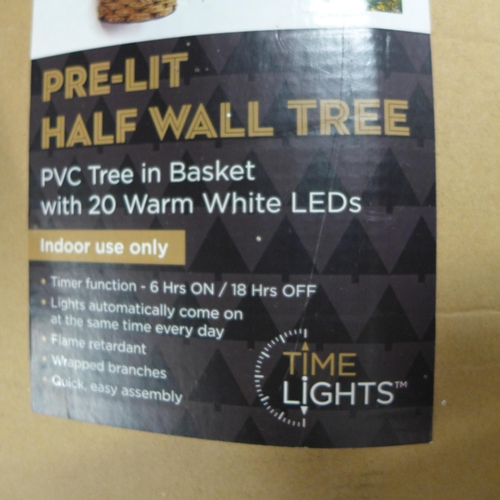 PRE-LIT
HALF WALL TREE
PVC Tree in Basket
with 20 Warm White LEDs
Indoor use only
• Timer function - 6 Hrs ON / 18 Hrs OFF
• Lights automatically come on
at the same time every day
• Flame retardant
• Wrapped branches
• Quick, easy assembly
TiME
LiGHTS™